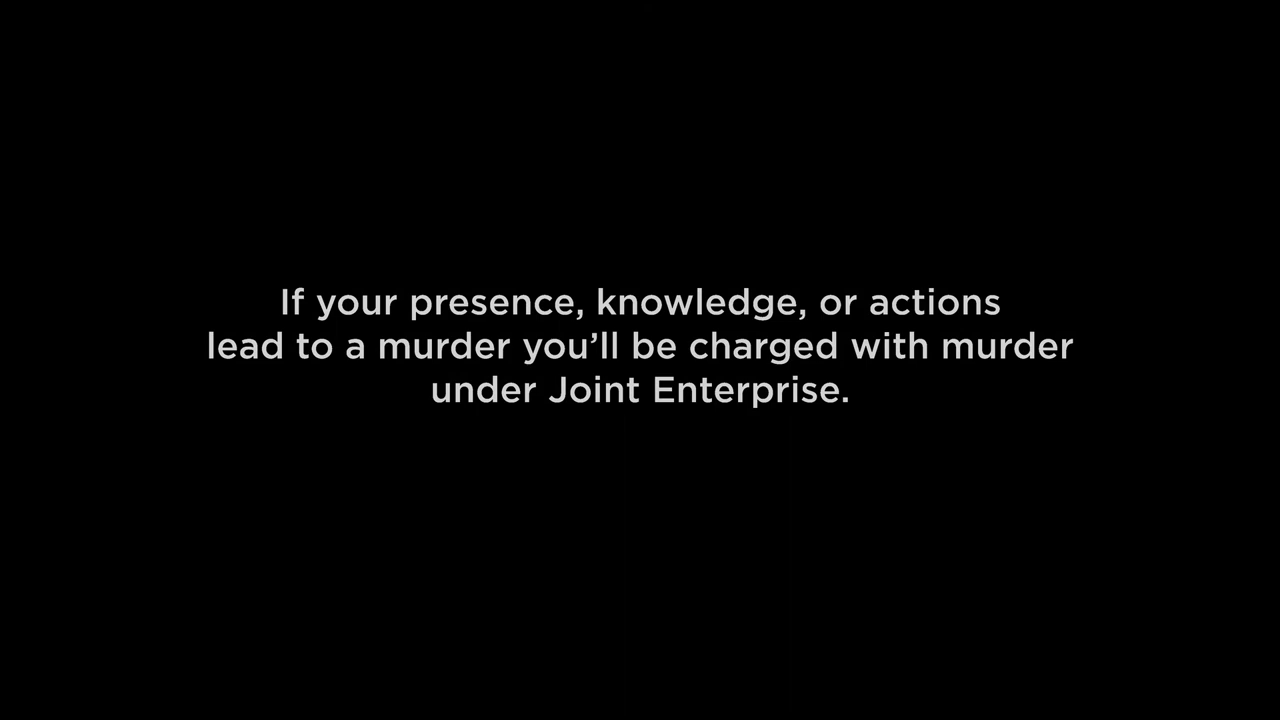 If your presence, knowledge, or actions
lead to a murder you’ll be charged with murder
under Joint Enterprise.